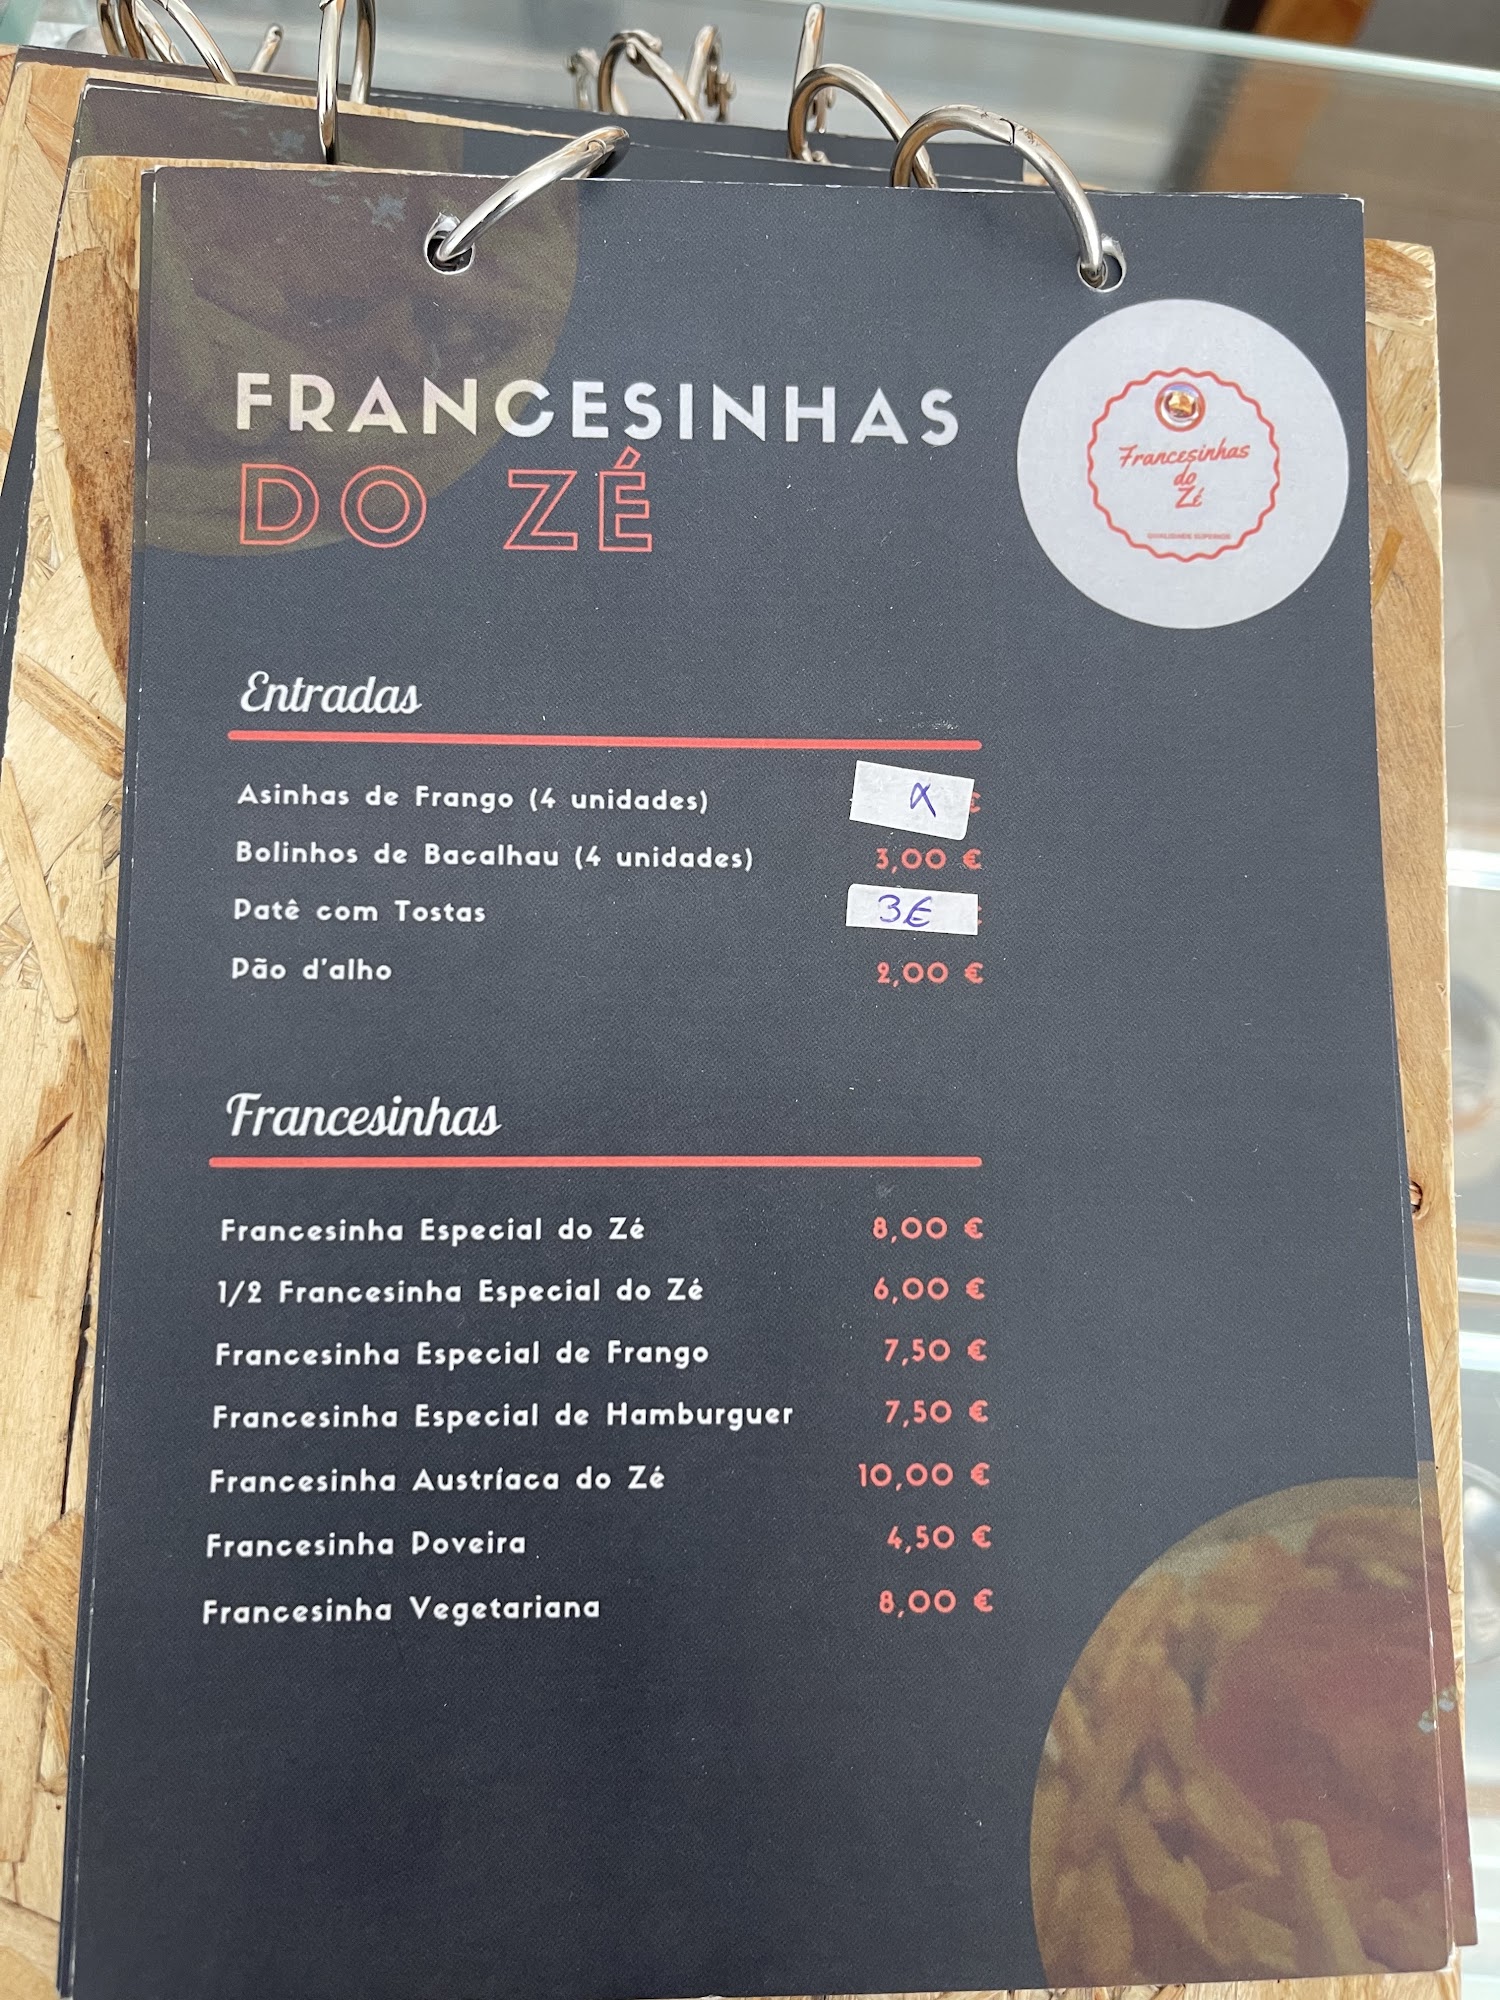 FRANCESINHAS
DO ZÉ
Francesinhas
do
Zé
QUALIDADE SUPERIOR
Entradas
Asinhas de Frango (4 unidades) x €
Bolinhos de Bacalhau (4 unidades) 3,00 €
Patê com Tostas 3€
Pão d'alho 2,00 €
Francesinhas
Francesinha Especial do Zé 8,00 €
1/2 Francesinha Especial do Zé 6,00 €
Francesinha Especial de Frango 7,50 €
Francesinha Especial de Hamburguer 7,50 €
Francesinha Austríaca do Zé 10,00 €
Francesinha Poveira 4,50 €
Francesinha Vegetariana 8,00 €